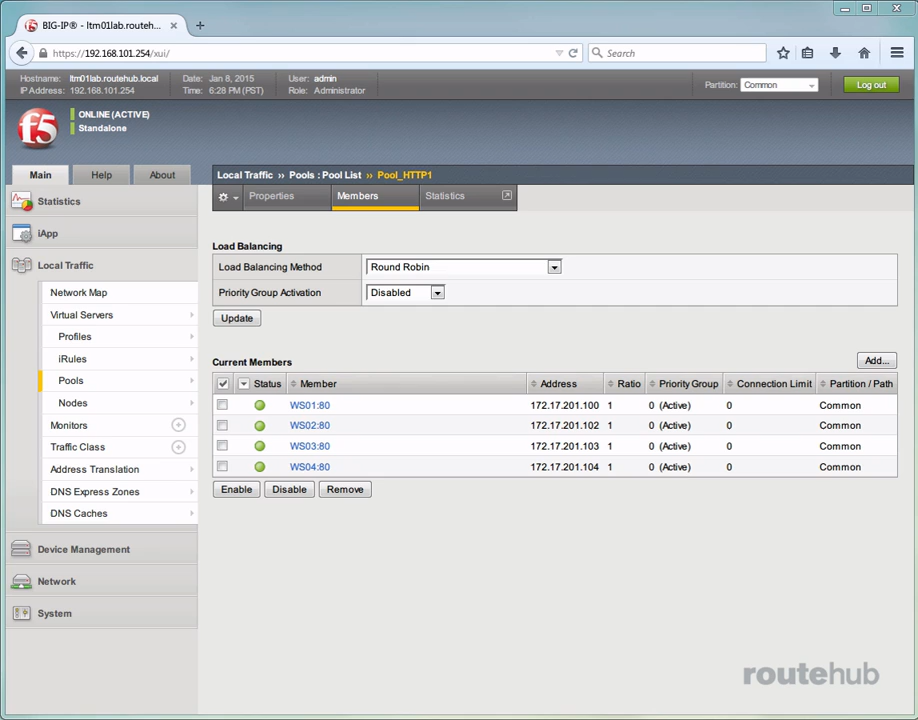 BIG-IP® - ltm01lab.routeh...
https://192.168.101.254/xui/
Search
Hostname: ltm01lab.routehub.local Date: Jan 8, 2015 User: admin
IP Address: 192.168.101.254 Time: 6:28 PM (PST) Role: Administrator
Partition: Common
Log out
f5
ONLINE (ACTIVE)
Standalone
Main Help About
Local Traffic ›› Pools : Pool List ›› Pool_HTTP1
Properties Members Statistics
Statistics
iApp
Local Traffic
Network Map
Virtual Servers
Profiles
iRules
Pools
Nodes
Monitors
Traffic Class
Address Translation
DNS Express Zones
DNS Caches
Device Management
Network
System
Load Balancing
Load Balancing Method Round Robin
Priority Group Activation Disabled
Update
Current Members Add...
Status Member Address Ratio Priority Group Connection Limit Partition / Path
WS01:80 172.17.201.100 1 0 (Active) 0 Common
WS02:80 172.17.201.102 1 0 (Active) 0 Common
WS03:80 172.17.201.103 1 0 (Active) 0 Common
WS04:80 172.17.201.104 1 0 (Active) 0 Common
Enable Disable Remove
routehub